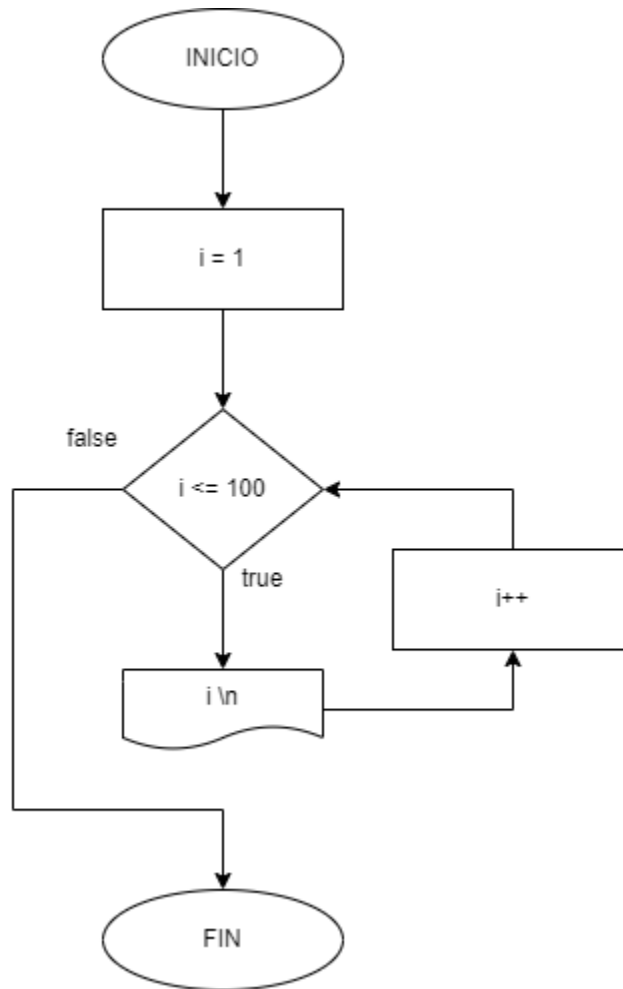 INICIO
i = 1
false
i <= 100
true
i \n
i++
FIN